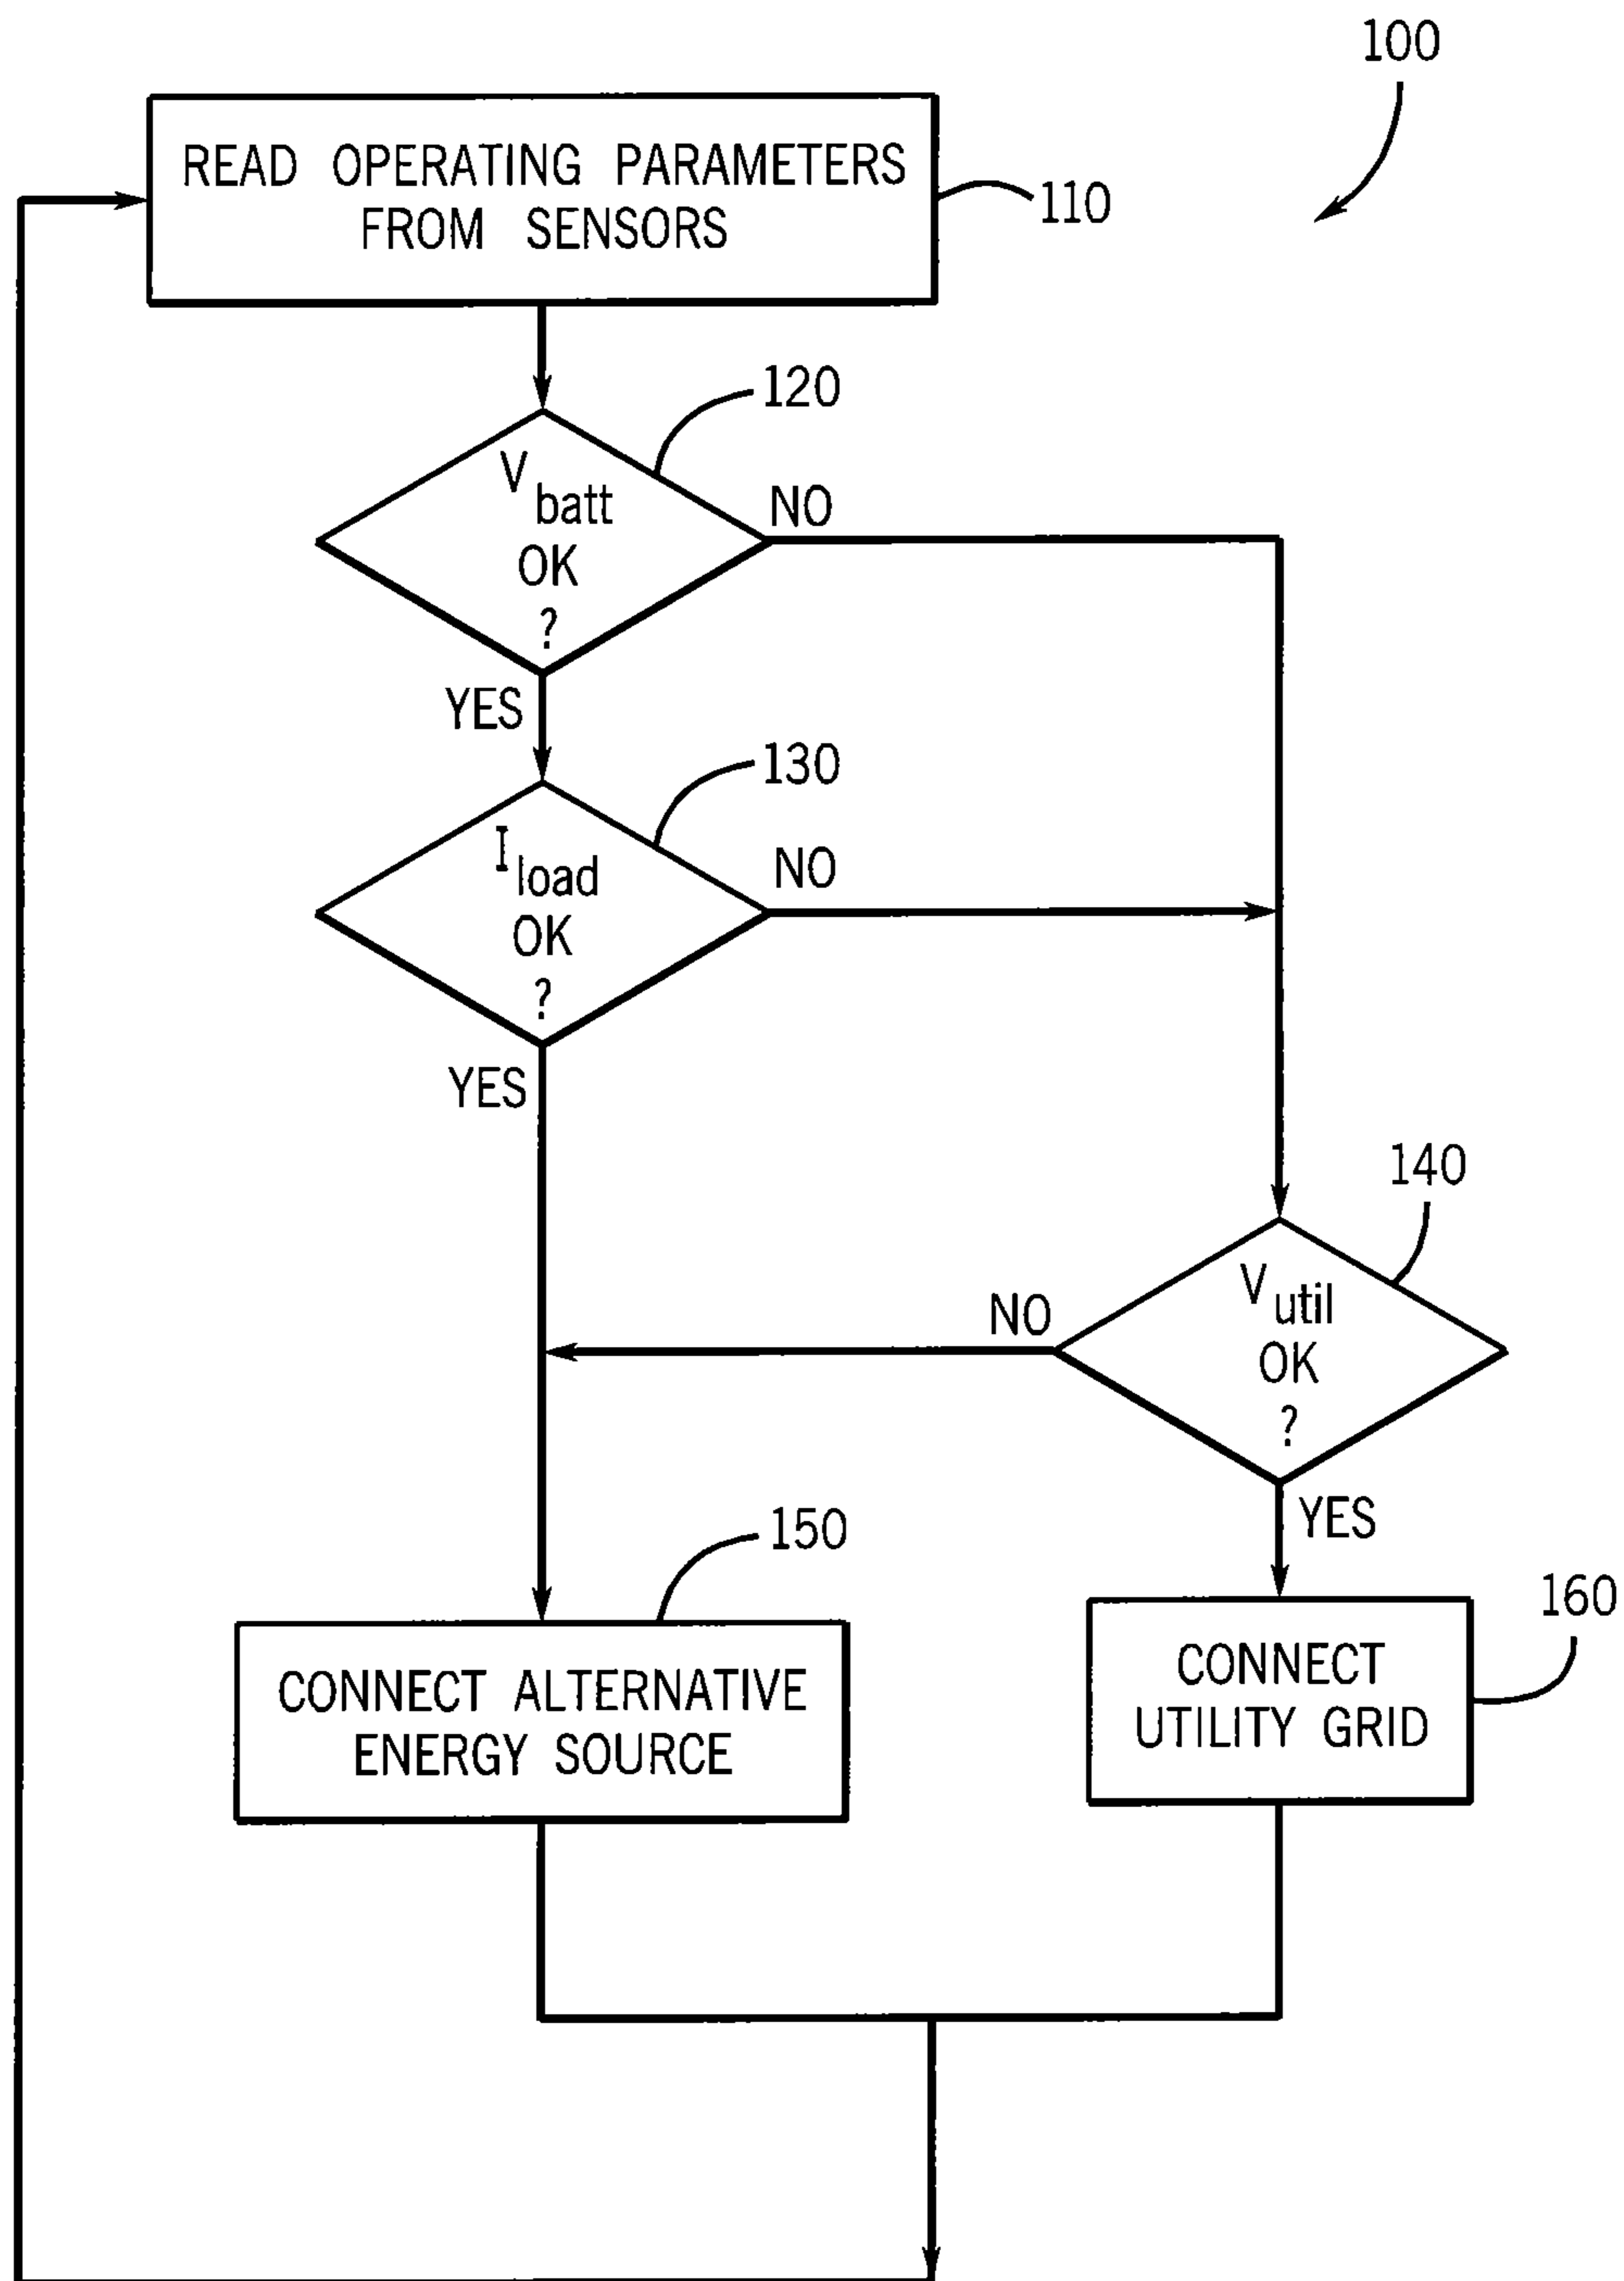 100
READ OPERATING PARAMETERS
FROM SENSORS
110
120
V batt
OK
?
NO
YES
130
I load
OK
?
NO
YES
140
V util
OK
?
NO
YES
150
CONNECT ALTERNATIVE
ENERGY SOURCE
160
CONNECT
UTILITY GRID